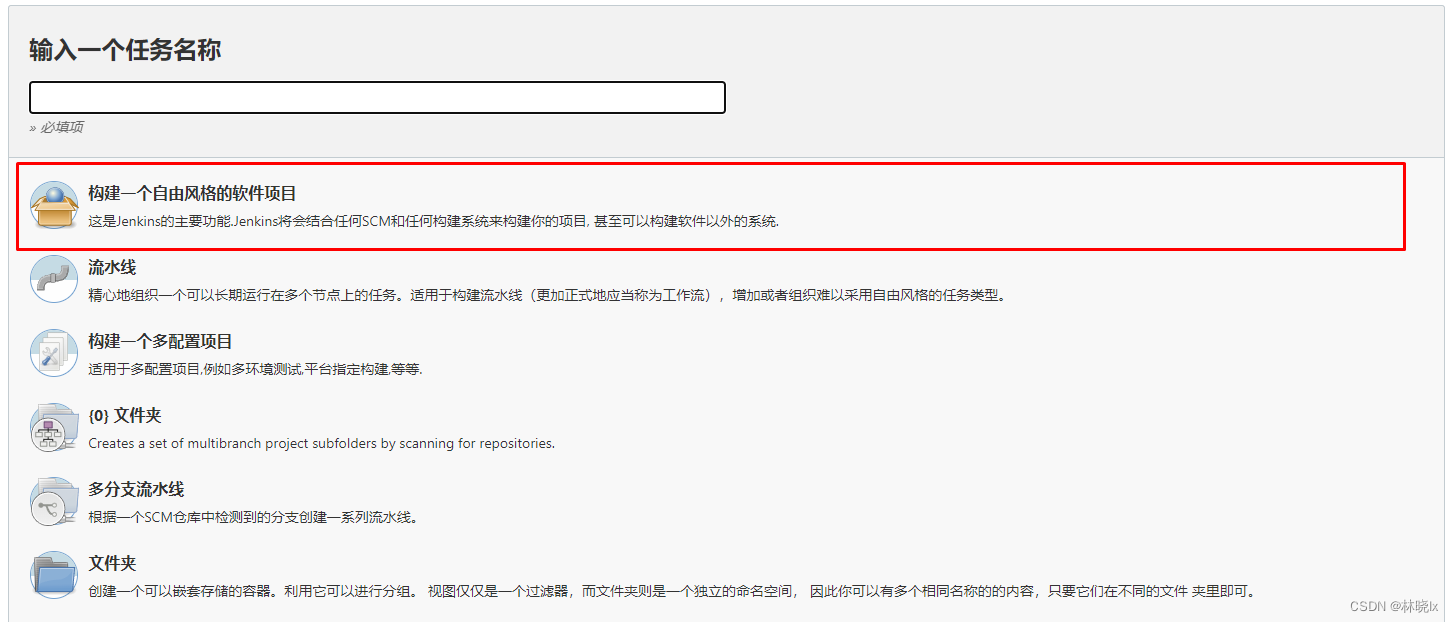 输入一个任务名称
» 必填项
构建一个自由风格的软件项目
这是Jenkins的主要功能.Jenkins将会结合任何SCM和任何构建系统来构建你的项目, 甚至可以构建软件以外的系统.
流水线
精心地组织一个可以长期运行在多个节点上的任务。适用于构建流水线（更加正式地应当称为工作流），增加或者组织难以采用自由风格的任务类型。
构建一个多配置项目
适用于多配置项目,例如多环境测试,平台指定构建,等等.
{0} 文件夹
Creates a set of multibranch project subfolders by scanning for repositories.
多分支流水线
根据一个SCM仓库中检测到的分支创建一系列流水线。
文件夹
创建一个可以嵌套存储的容器。利用它可以进行分组。 视图仅仅是一个过滤器，而文件夹则是一个独立的命名空间， 因此你可以有多个相同名称的的内容，只要它们在不同的文件 夹里即可。
CSDN @林晓lx